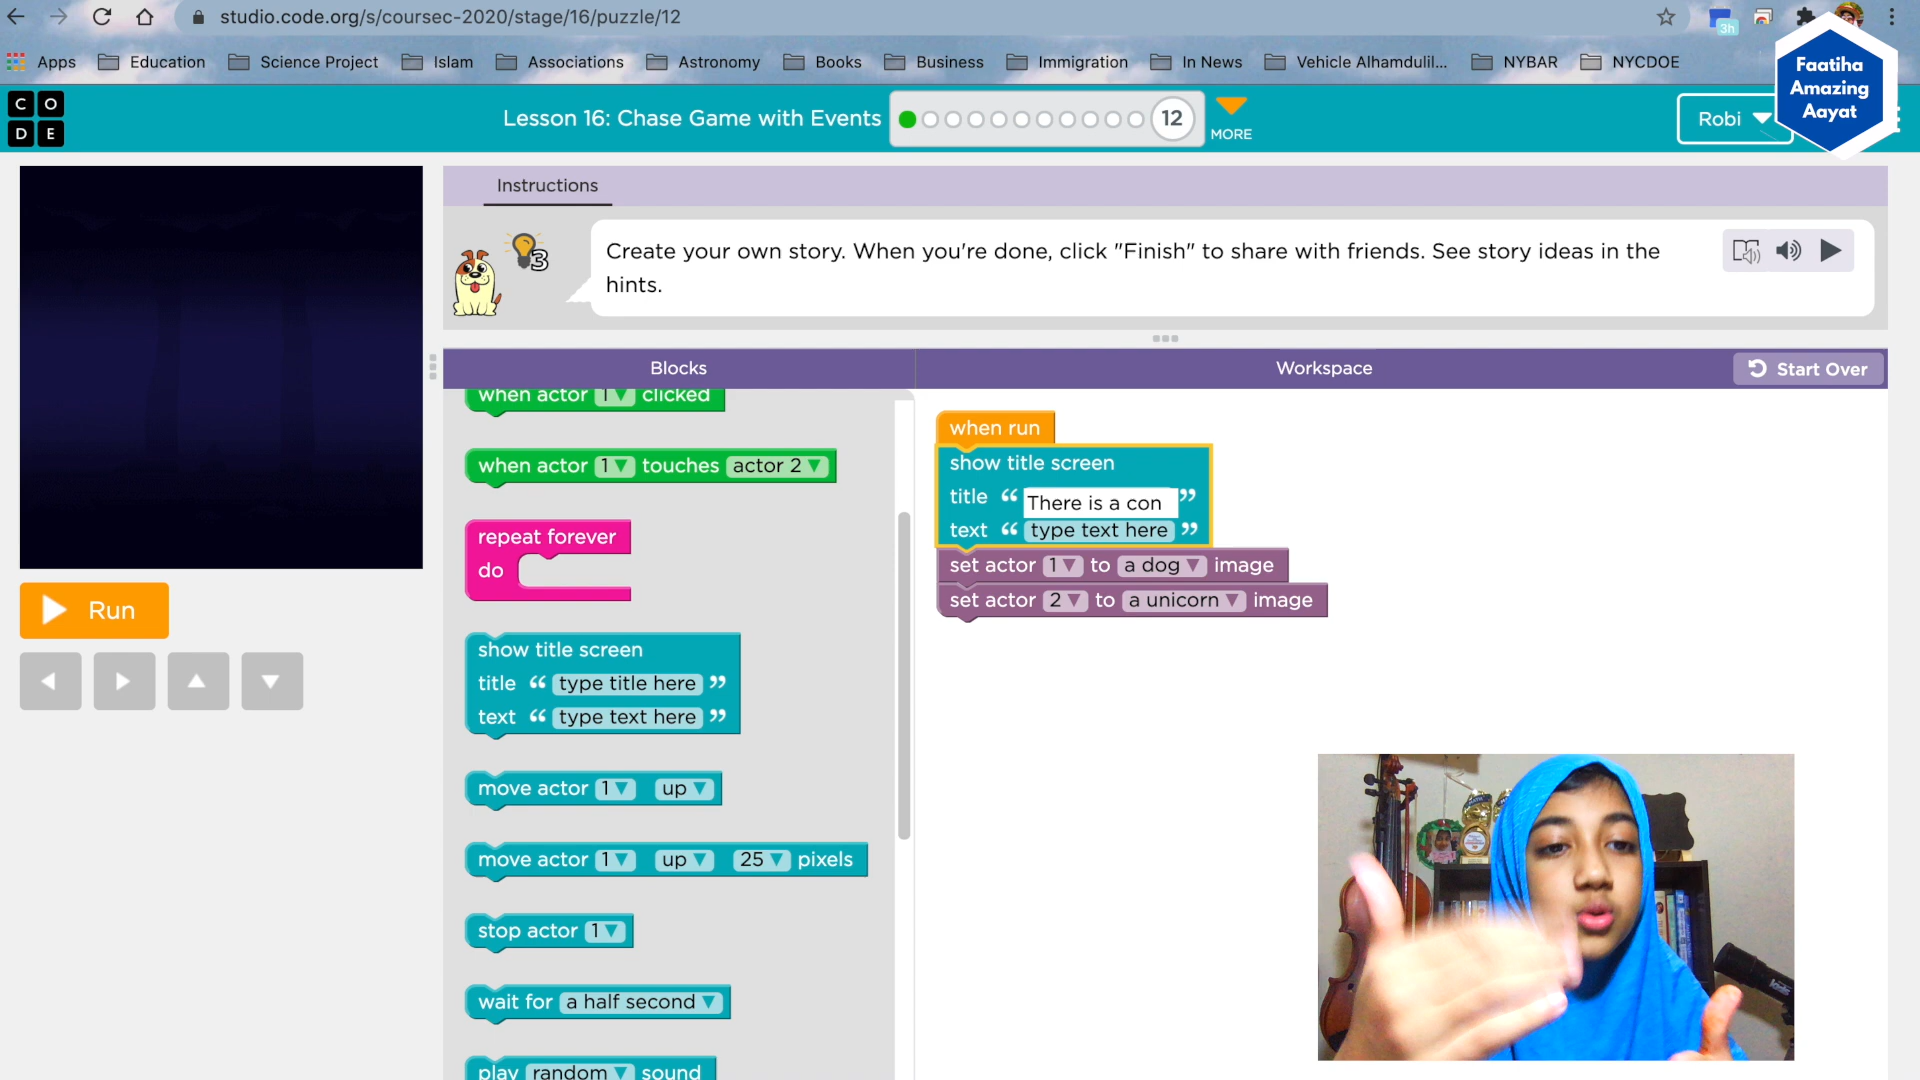 studio.code.org/s/coursec-2020/stage/16/puzzle/12
3h
Apps Education Science Project Islam Associations Astronomy Books Business Immigration In News Vehicle Alhamdulil... NYBAR NYCDOE
Faatiha
Amazing
Aayat
C O
D E
Lesson 16: Chase Game with Events 12 MORE
Robi
Instructions
3
Create your own story. When you're done, click "Finish" to share with friends. See story ideas in the
hints.
Blocks
Workspace
Start Over
when actor 1 clicked
when actor 1 touches actor 2
repeat forever
do
show title screen
title “ type title here ”
text “ type text here ”
move actor 1 up
move actor 1 up 25 pixels
stop actor 1
wait for a half second
play random sound
when run
show title screen
title “ There is a con ”
text “ type text here ”
set actor 1 to a dog image
set actor 2 to a unicorn image
Run